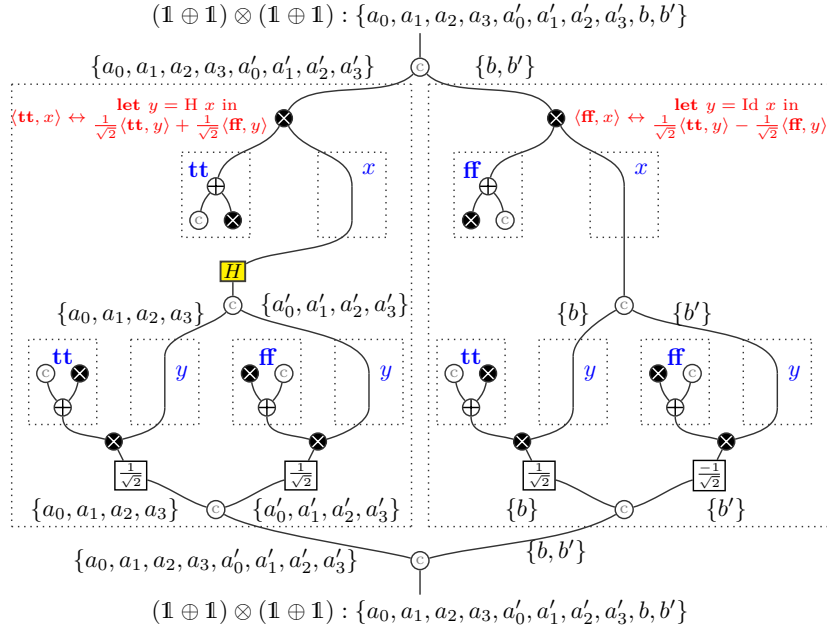 (𝟙 ⊕ 𝟙) ⊗ (𝟙 ⊕ 𝟙) : {a₀, a₁, a₂, a₃, a′₀, a′₁, a′₂, a′₃, b, b′}
{a₀, a₁, a₂, a₃, a′₀, a′₁, a′₂, a′₃}
C
{b, b′}
⟨tt, x⟩ ↔ let y = H x in
1/√2 ⟨tt, y⟩ + 1/√2 ⟨ff, y⟩
⟨ff, x⟩ ↔ let y = Id x in
1/√2 ⟨tt, y⟩ − 1/√2 ⟨ff, y⟩
tt
x
ff
x
C
C
H
{a₀, a₁, a₂, a₃}
C
{a′₀, a′₁, a′₂, a′₃}
{b}
C
{b′}
tt
y
ff
y
tt
y
ff
y
C
C
C
C
1/√2
1/√2
1/√2
−1/√2
{a₀, a₁, a₂, a₃}
C
{a′₀, a′₁, a′₂, a′₃}
{b}
C
{b′}
{a₀, a₁, a₂, a₃, a′₀, a′₁, a′₂, a′₃}
C
{b, b′}
(𝟙 ⊕ 𝟙) ⊗ (𝟙 ⊕ 𝟙) : {a₀, a₁, a₂, a₃, a′₀, a′₁, a′₂, a′₃, b, b′}